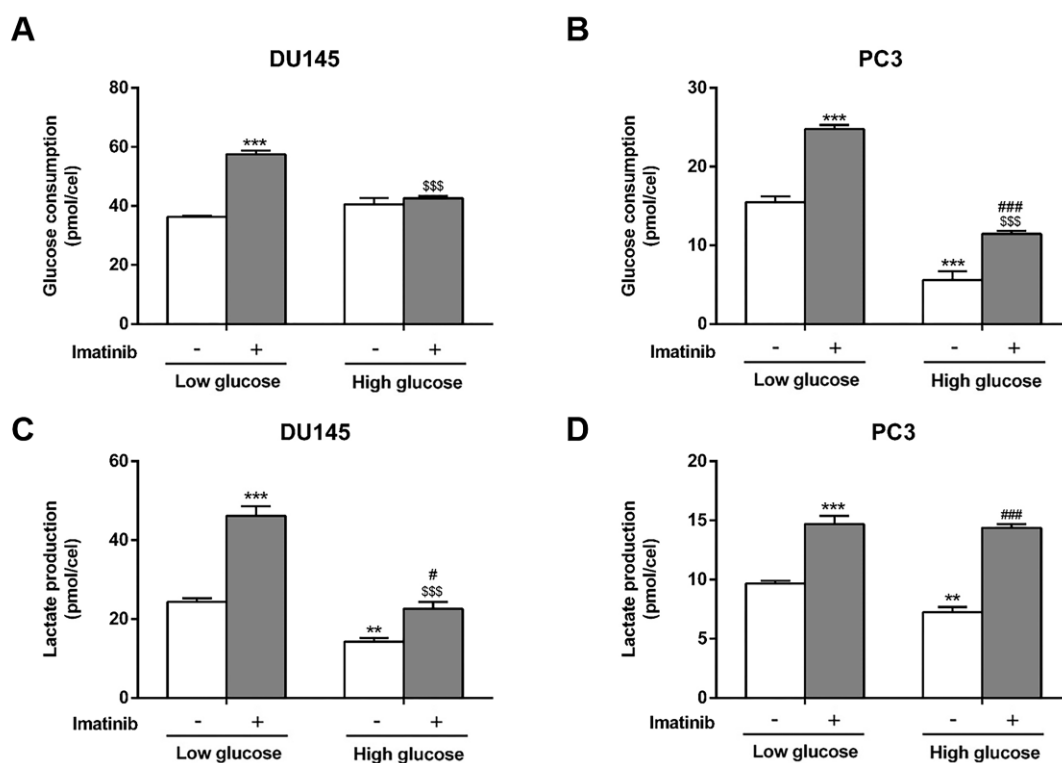 A
DU145
Glucose consumption
(pmol/cel)
80
60
40
20
0
***
$$$
Imatinib - + - +
Low glucose High glucose
B
PC3
Glucose consumption
(pmol/cel)
30
20
10
0
***
***
###
$$$
Imatinib - + - +
Low glucose High glucose
C
DU145
Lactate production
(pmol/cel)
60
40
20
0
***
**
#
$$$
Imatinib - + - +
Low glucose High glucose
D
PC3
Lactate production
(pmol/cel)
20
15
10
5
0
***
**
###
Imatinib - + - +
Low glucose High glucose